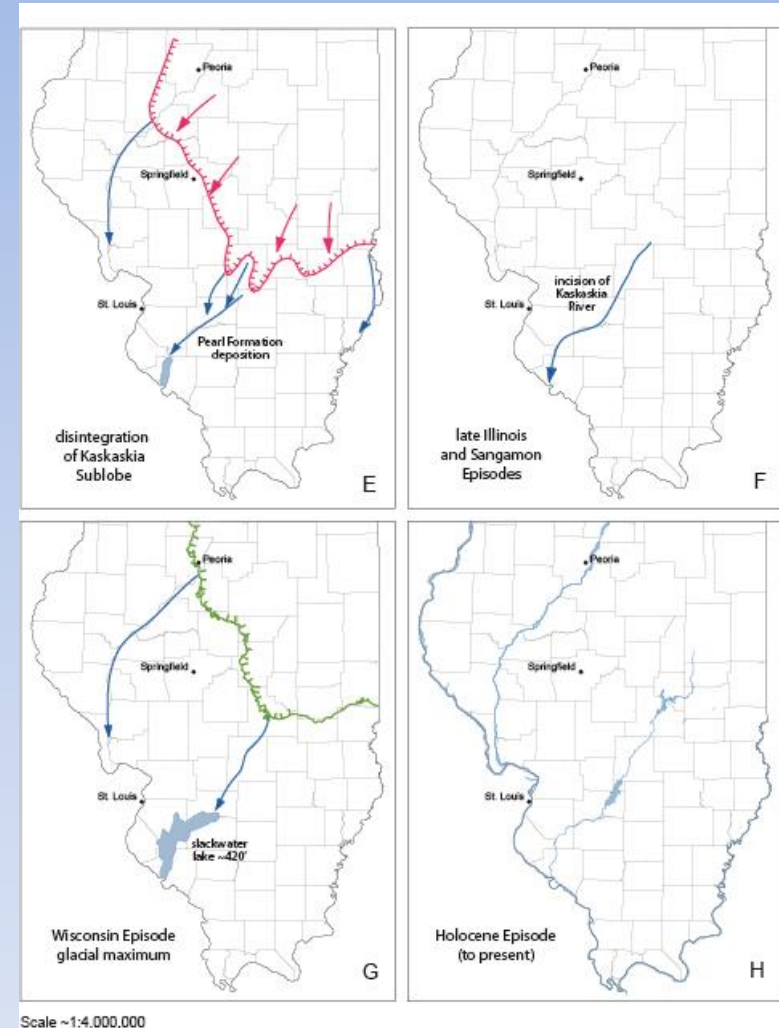 Peoria
Springfield
St. Louis
Pearl Formation
deposition
disintegration
of Kaskaskia
Sublobe
E
Peoria
Springfield
incision of
Kaskaskia
River
St. Louis
late Illinois
and Sangamon
Episodes
F
Peoria
Springfield
St. Louis
slackwater
lake ~420'
Wisconsin Episode
glacial maximum
G
Peoria
Springfield
St. Louis
Holocene Episode
(to present)
H
Scale ~1:4,000,000